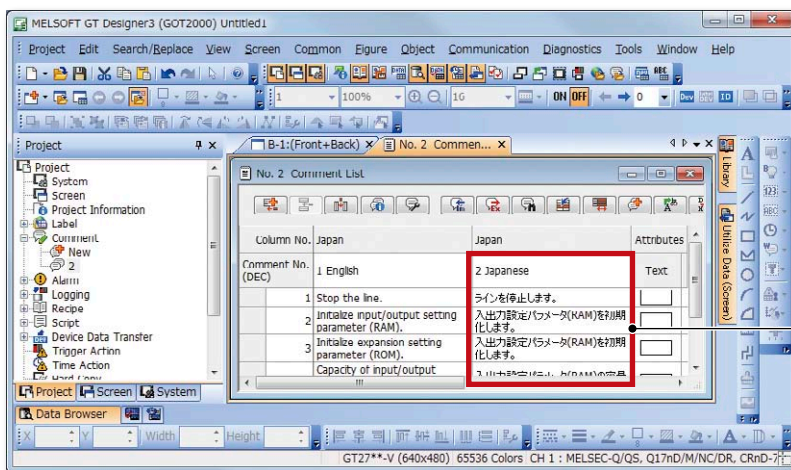 MELSOFT GT Designer3 (GOT2000) Untitled1
Project Edit Search/Replace View Screen Common Figure Object Communication Diagnostics Tools Window Help
1 100% 16 ON OFF 0 Dev ID
Project
B-1:(Front+Back) No. 2 Commen...
Project
System
Screen
Project Information
Label
Comment
New
2
Alarm
Logging
Recipe
Script
Device Data Transfer
Trigger Action
Time Action
Hard Copy
Project Screen System
No. 2 Comment List
Column No. Japan Japan Attributes
Comment No. (DEC) 1 English 2 Japanese Text
1 Stop the line. ラインを停止します。
2 Initialize input/output setting parameter (RAM). 入出力設定パラメータ(RAM)を初期化します。
3 Initialize expansion setting parameter (ROM). 入出力設定パラメータ(RAM)を初期化します。
Capacity of input/output
Library
Utilize Data (Screen)
Data Browser
X Y Width Height
GT27**-V (640x480) 65536 Colors CH 1 : MELSEC-Q/QS, Q17nD/M/NC/DR, CRnD-7